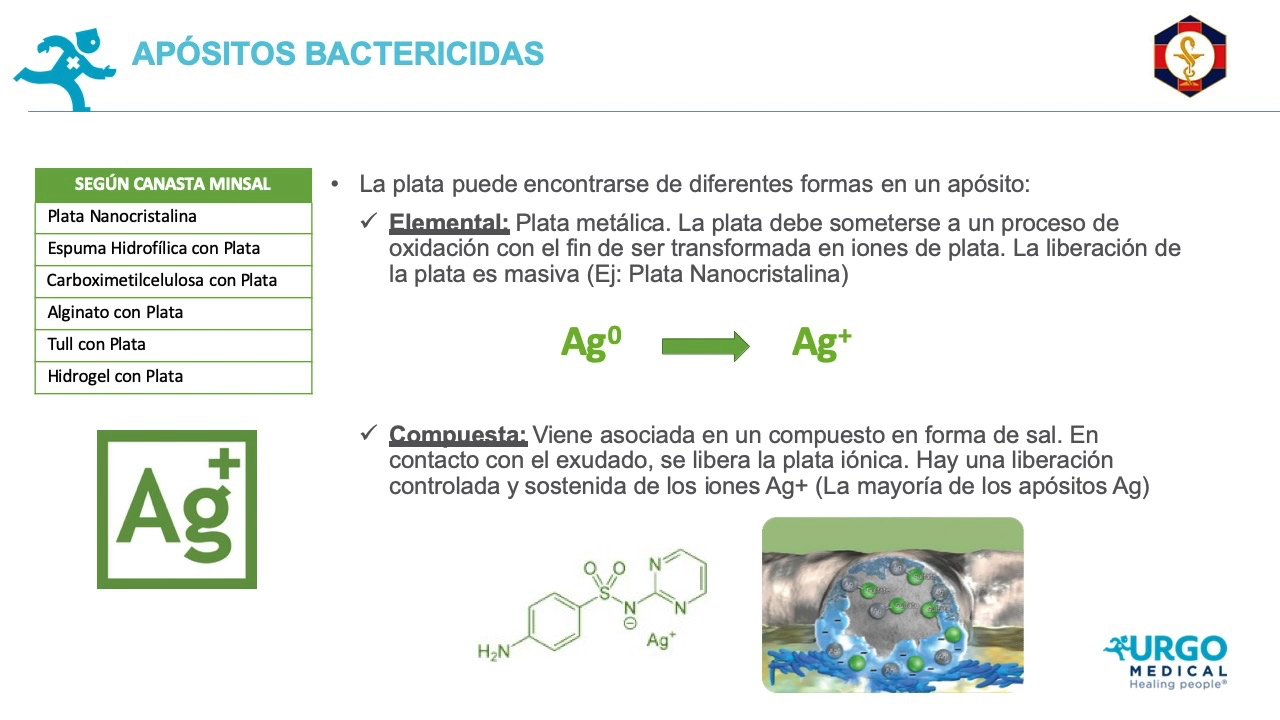 APÓSITOS BACTERICIDAS
SEGÚN CANASTA MINSAL
Plata Nanocristalina
Espuma Hidrofílica con Plata
Carboximetilcelulosa con Plata
Alginato con Plata
Tull con Plata
Hidrogel con Plata
Ag+
• La plata puede encontrarse de diferentes formas en un apósito:
✓ Elemental: Plata metálica. La plata debe someterse a un proceso de
oxidación con el fin de ser transformada en iones de plata. La liberación de
la plata es masiva (Ej: Plata Nanocristalina)
Ag⁰ Ag⁺
✓ Compuesta: Viene asociada en un compuesto en forma de sal. En
contacto con el exudado, se libera la plata iónica. Hay una liberación
controlada y sostenida de los iones Ag+ (La mayoría de los apósitos Ag)
O O
S
N
N
N
⊖
Ag⁺
H₂N
URGO
MEDICAL
Healing people®